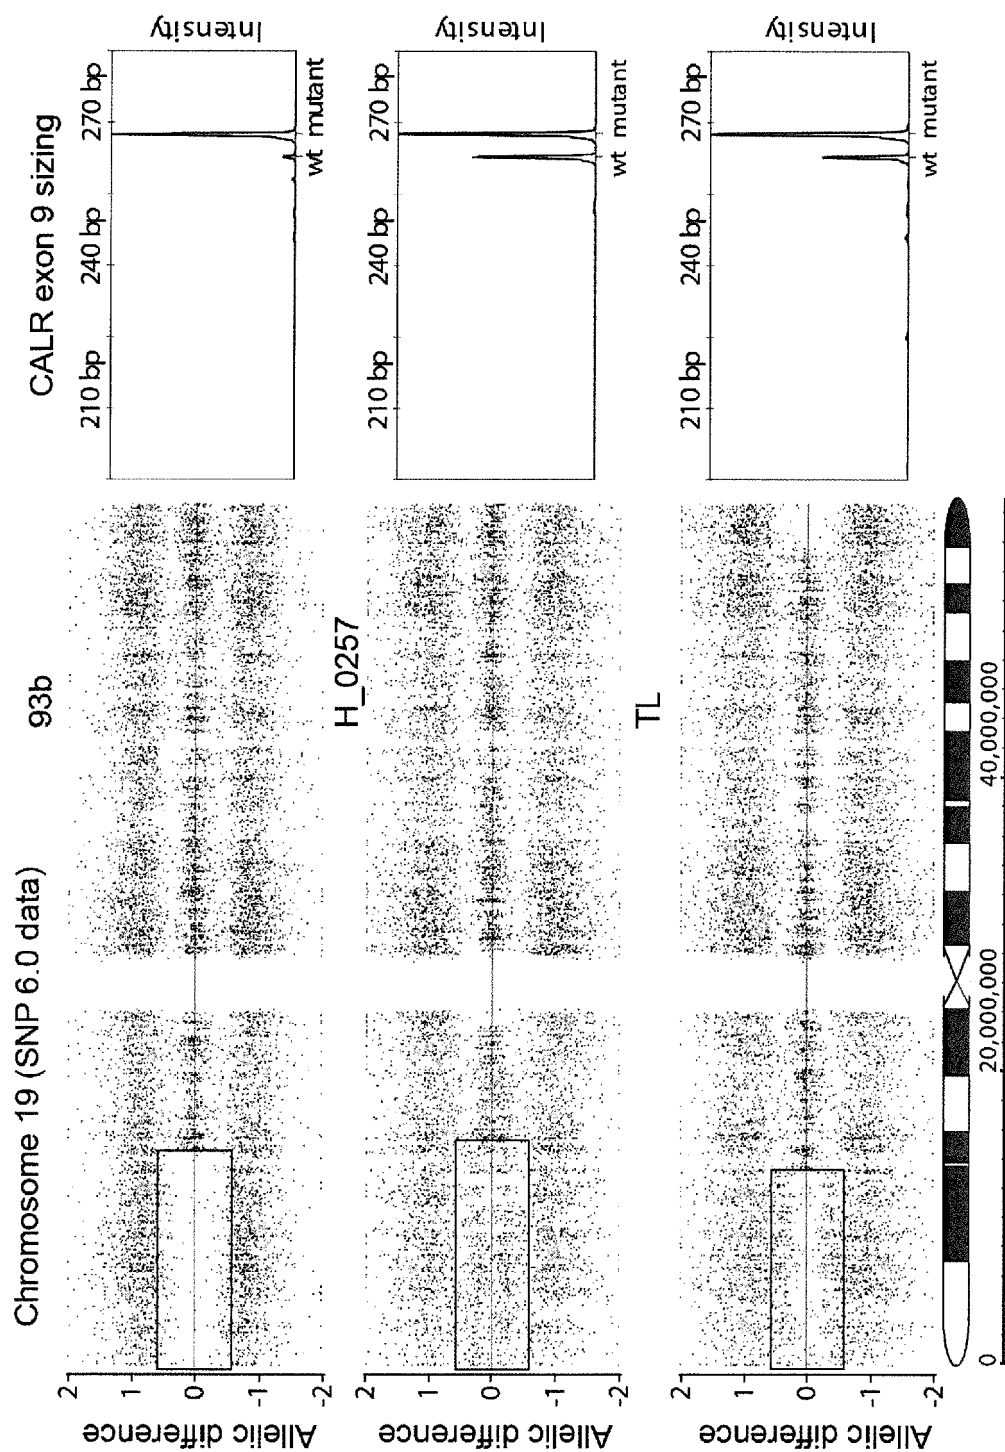 Chromosome 19 (SNP 6.0 data)
CALR exon 9 sizing
93b
Allelic difference
2
1
0
-1
-2
210 bp
240 bp
270 bp
wt mutant
Intensity
H_0257
Allelic difference
2
1
0
-1
-2
210 bp
240 bp
270 bp
wt mutant
Intensity
TL
Allelic difference
2
1
0
-1
-2
210 bp
240 bp
270 bp
wt mutant
Intensity
0
20,000,000
40,000,000